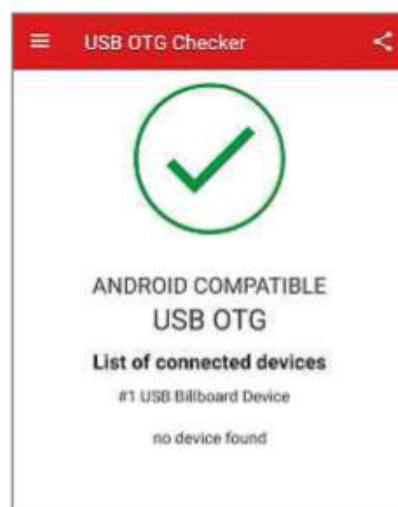 USB OTG Checker
ANDROID COMPATIBLE
USB OTG
List of connected devices
#1 USB Billboard Device
no device found